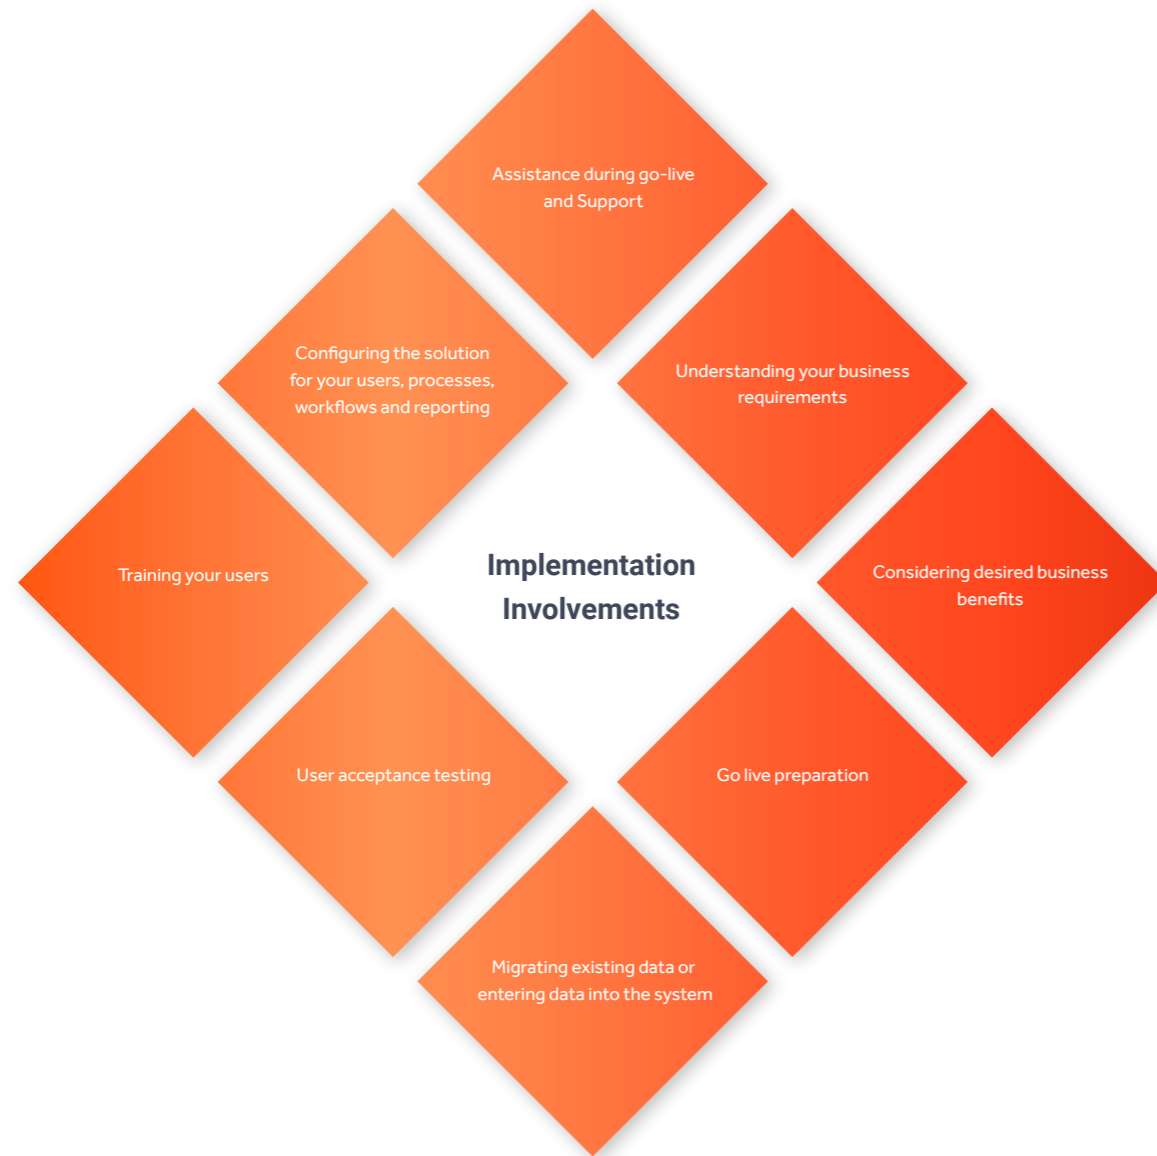 Assistance during go-live
and Support
Configuring the solution
for your users, processes,
workflows and reporting
Understanding your business
requirements
Training your users
Implementation
Involvements
Considering desired business
benefits
User acceptance testing
Go live preparation
Migrating existing data or
entering data into the system